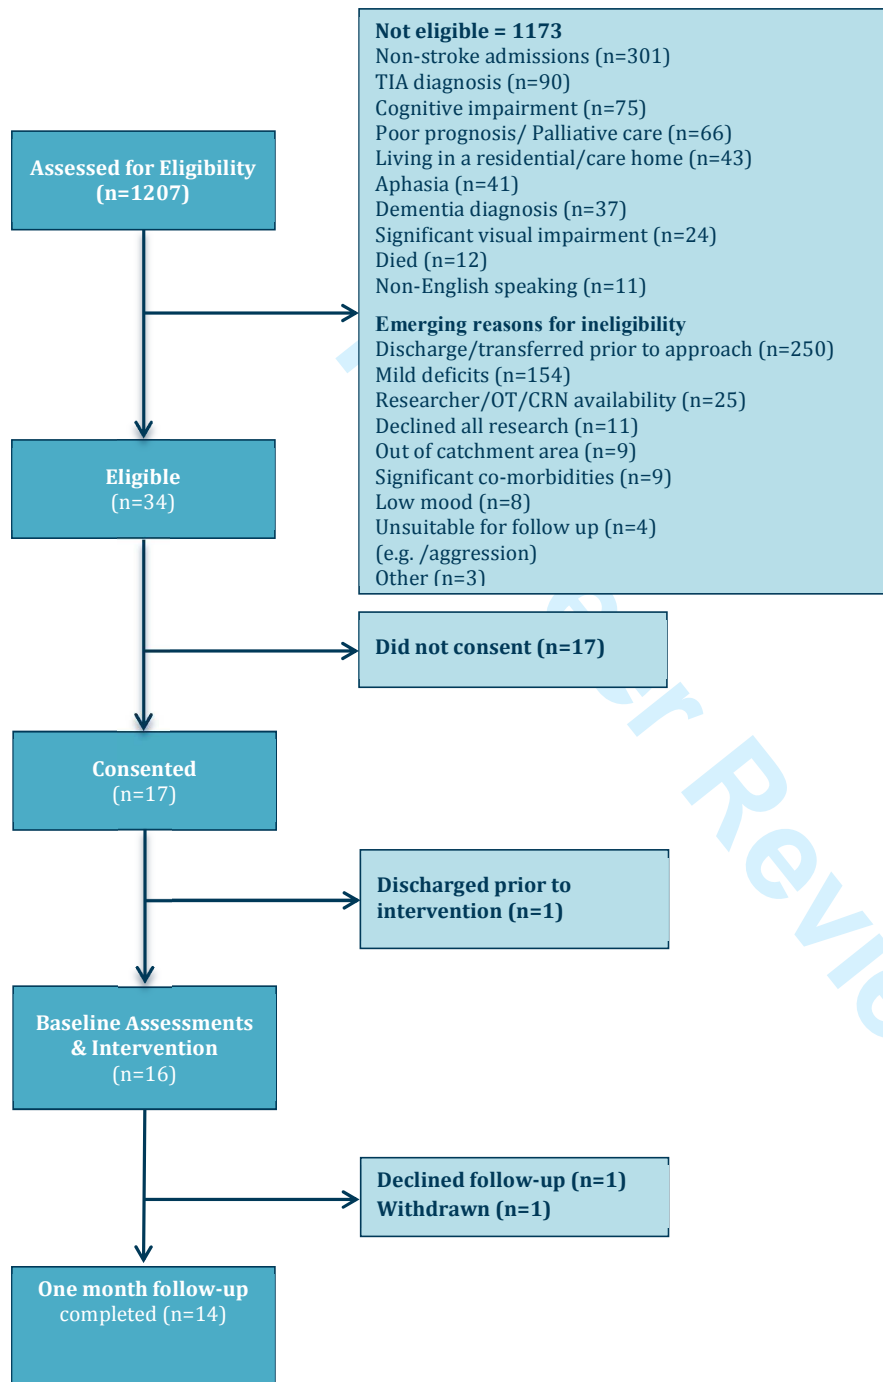 Not eligible = 1173
Non-stroke admissions (n=301)
TIA diagnosis (n=90)
Cognitive impairment (n=75)
Poor prognosis/ Palliative care (n=66)
Living in a residential/care home (n=43)
Aphasia (n=41)
Dementia diagnosis (n=37)
Significant visual impairment (n=24)
Died (n=12)
Non-English speaking (n=11)
Emerging reasons for ineligibility
Discharge/transferred prior to approach (n=250)
Mild deficits (n=154)
Researcher/OT/CRN availability (n=25)
Declined all research (n=11)
Out of catchment area (n=9)
Significant co-morbidities (n=9)
Low mood (n=8)
Unsuitable for follow up (n=4)
(e.g. /aggression)
Other (n=3)
Assessed for Eligibility
(n=1207)
Eligible
(n=34)
Did not consent (n=17)
Consented
(n=17)
Discharged prior to
intervention (n=1)
Baseline Assessments
& Intervention
(n=16)
Declined follow-up (n=1)
Withdrawn (n=1)
One month follow-up
completed (n=14)